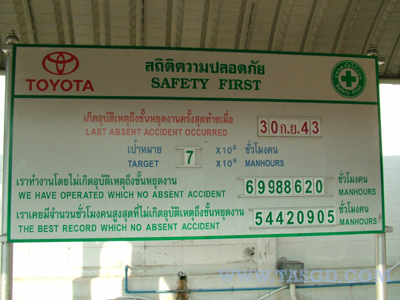 TOYOTA
สถิติความปลอดภัย
SAFETY FIRST
เกิดอุบัติเหตุถึงขั้นหยุดงานครั้งสุดท้ายเมื่อ 30 ก.ย. 43
LAST ABSENT ACCIDENT OCCURRED
เป้าหมาย 7 X10⁶ ชั่วโมงคน
TARGET X10⁶ MANHOURS
เราทำงานโดยไม่เกิดอุบัติเหตุถึงขั้นหยุดงาน 69988620 ชั่วโมงคน
WE HAVE OPERATED WHICH NO ABSENT ACCIDENT MANHOURS
เราเคยมีจำนวนชั่วโมงคนสูงสุดที่ไม่เกิดอุบัติเหตุถึงขั้นหยุดงาน 54420905 ชั่วโมงคน
THE BEST RECORD WHICH NO ABSENT ACCIDENT MANHOURS